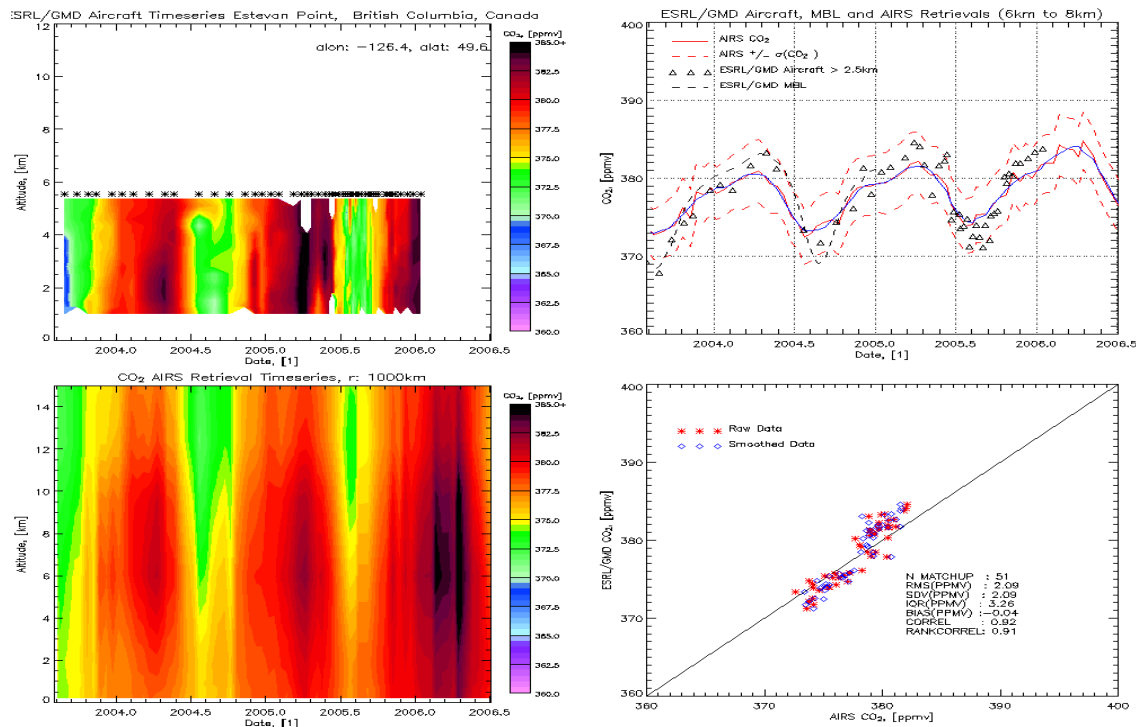 ESRL/GMD Aircraft Timeseries Estevan Point, British Columbia, Canada
12
10
8
6
4
2
0
Altitude, [km]
alon: −126.4, alat: 49.6
2004.0 2004.5 2005.0 2005.5 2006.0 2006.5
Date, [1]
CO₂, [ppmv]
385.0+
382.5
380.0
377.5
375.0
372.5
370.0
367.5
365.0
362.5
360.0
ESRL/GMD Aircraft, MBL and AIRS Retrievals (6km to 8km)
AIRS CO₂
AIRS +/_ σ(CO₂ )
ESRL/GMD Aircraft > 2.5km
ESRL/GMD MBL
400
390
380
370
360
CO₂, [ppmv]
2004.0 2004.5 2005.0 2005.5 2006.0 2006.5
Date, [1]
CO₂ AIRS Retrieval Timeseries, r: 1000km
14
12
10
8
6
4
2
0
Altitude, [km]
2004.0 2004.5 2005.0 2005.5 2006.0 2006.5
Date, [1]
CO₂, [ppmv]
385.0+
382.5
380.0
377.5
375.0
372.5
370.0
367.5
365.0
362.5
360.0
Raw Data
Smoothed Data
400
390
380
370
360
ESRL/GMD CO₂, [ppmv]
N MATCHUP : 51
RMS(PPMV) : 2.09
SDV(PPMV) : 2.09
IQR(PPMV) : 3.26
BIAS(PPMV) :−0.04
CORREL : 0.92
RANKCORREL: 0.91
360 370 380 390 400
AIRS CO₂, [ppmv]